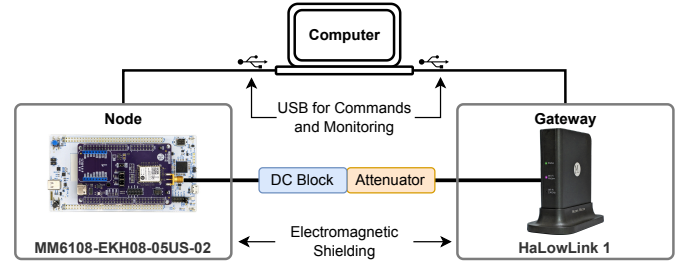 Computer
USB for Commands
and Monitoring
Node
Gateway
DC Block
Attenuator
Electromagnetic
Shielding
MM6108-EKH08-05US-02
HaLowLink 1